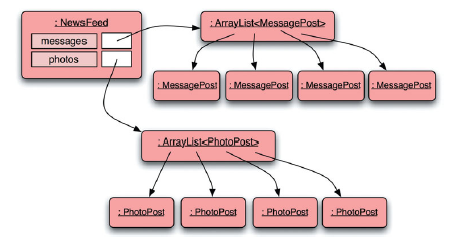 : NewsFeed
messages
photos
: ArrayList<MessagePost>
: MessagePost
: MessagePost
: MessagePost
: MessagePost
: ArrayList<PhotoPost>
: PhotoPost
: PhotoPost
: PhotoPost
: PhotoPost